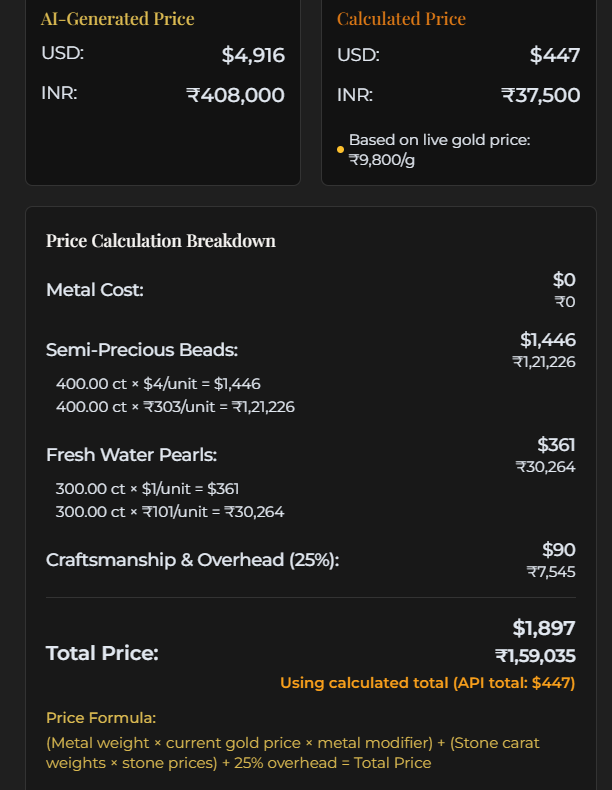 AI-Generated Price
USD: $4,916
INR: ₹408,000
Calculated Price
USD: $447
INR: ₹37,500
Based on live gold price:
₹9,800/g
Price Calculation Breakdown
Metal Cost: $0
₹0
Semi-Precious Beads: $1,446
₹1,21,226
400.00 ct × $4/unit = $1,446
400.00 ct × ₹303/unit = ₹1,21,226
Fresh Water Pearls: $361
₹30,264
300.00 ct × $1/unit = $361
300.00 ct × ₹101/unit = ₹30,264
Craftsmanship & Overhead (25%): $90
₹7,545
Total Price: $1,897
₹1,59,035
Using calculated total (API total: $447)
Price Formula:
(Metal weight × current gold price × metal modifier) + (Stone carat
weights × stone prices) + 25% overhead = Total Price